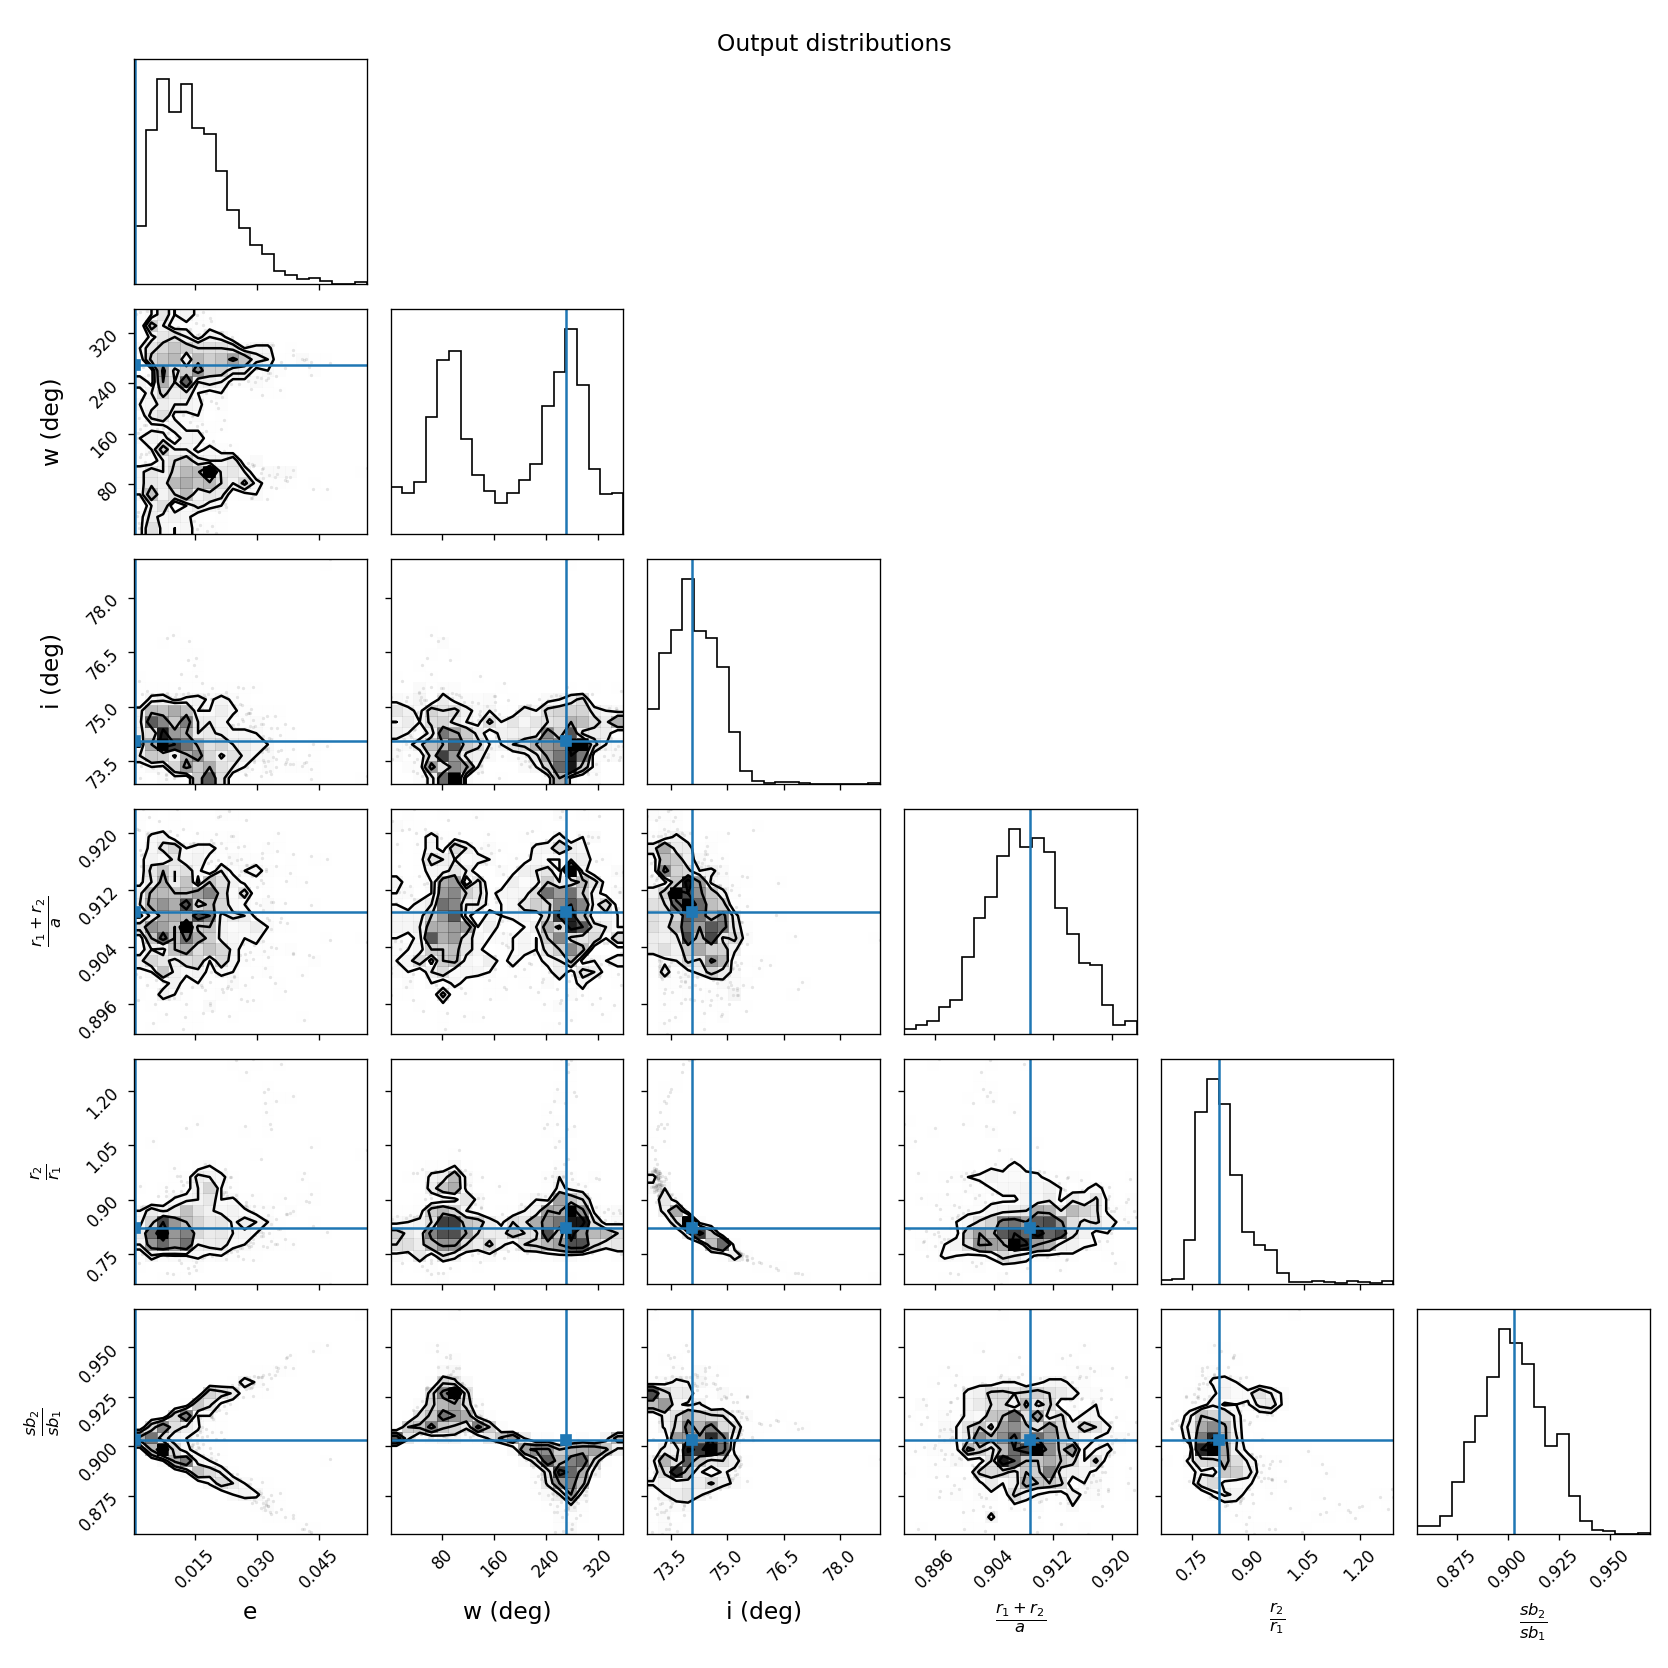 Output distributions
w (deg)
320
240
160
80
i (deg)
78.0
76.5
75.0
73.5
r1 + r2
a
0.920
0.912
0.904
0.896
r2
r1
1.20
1.05
0.90
0.75
sb2
sb1
0.950
0.925
0.900
0.875
0.015 0.030 0.045
80 160 240 320
73.5 75.0 76.5 78.0
0.896 0.904 0.912 0.920
0.75 0.90 1.05 1.20
0.875 0.900 0.925 0.950
e
w (deg)
i (deg)
r1 + r2
a
r2
r1
sb2
sb1